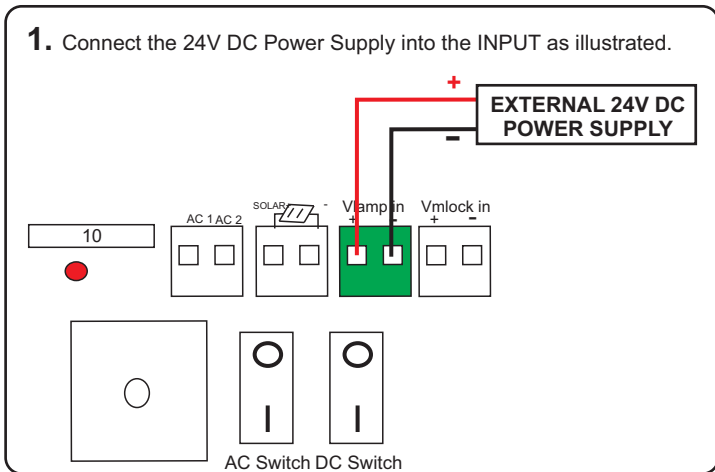 1. Connect the 24V DC Power Supply into the INPUT as illustrated.
+
EXTERNAL 24V DC
POWER SUPPLY
-
SOLAR+ -
AC 1 AC 2
Vlamp in
+ -
Vmlock in
+ -
10
AC Switch DC Switch